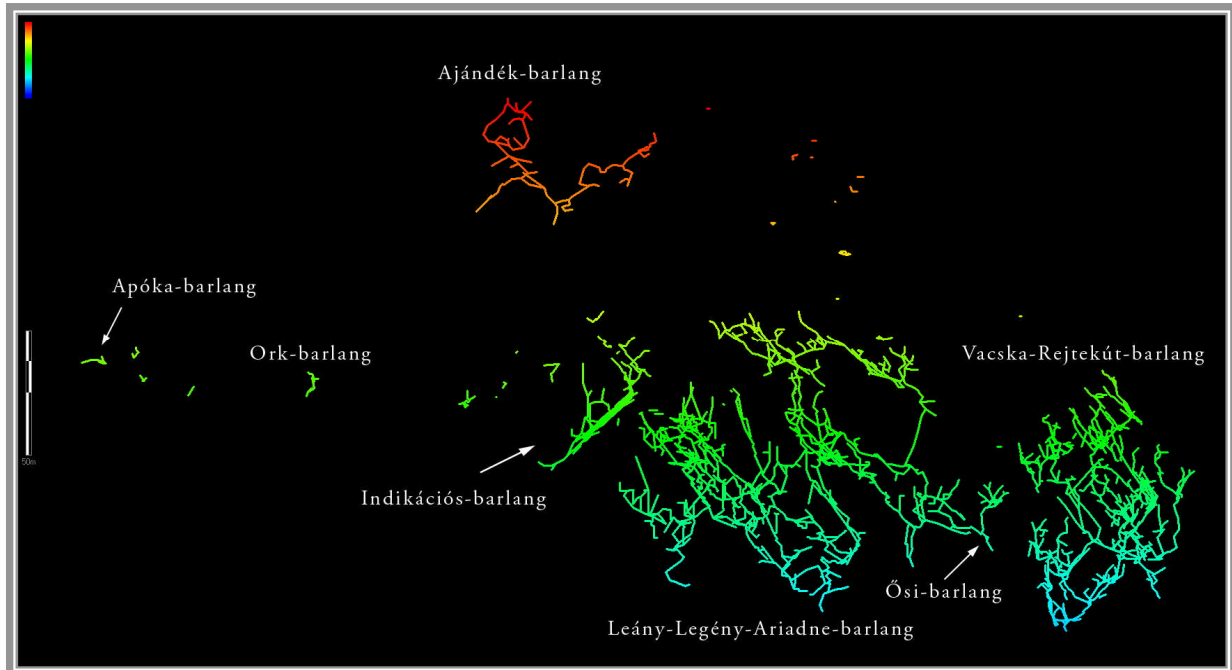 Ajándék-barlang
Apóka-barlang
Ork-barlang
Vacska-Rejtekút-barlang
50m
Indikációs-barlang
Ősi-barlang
Leány-Legény-Ariadne-barlang